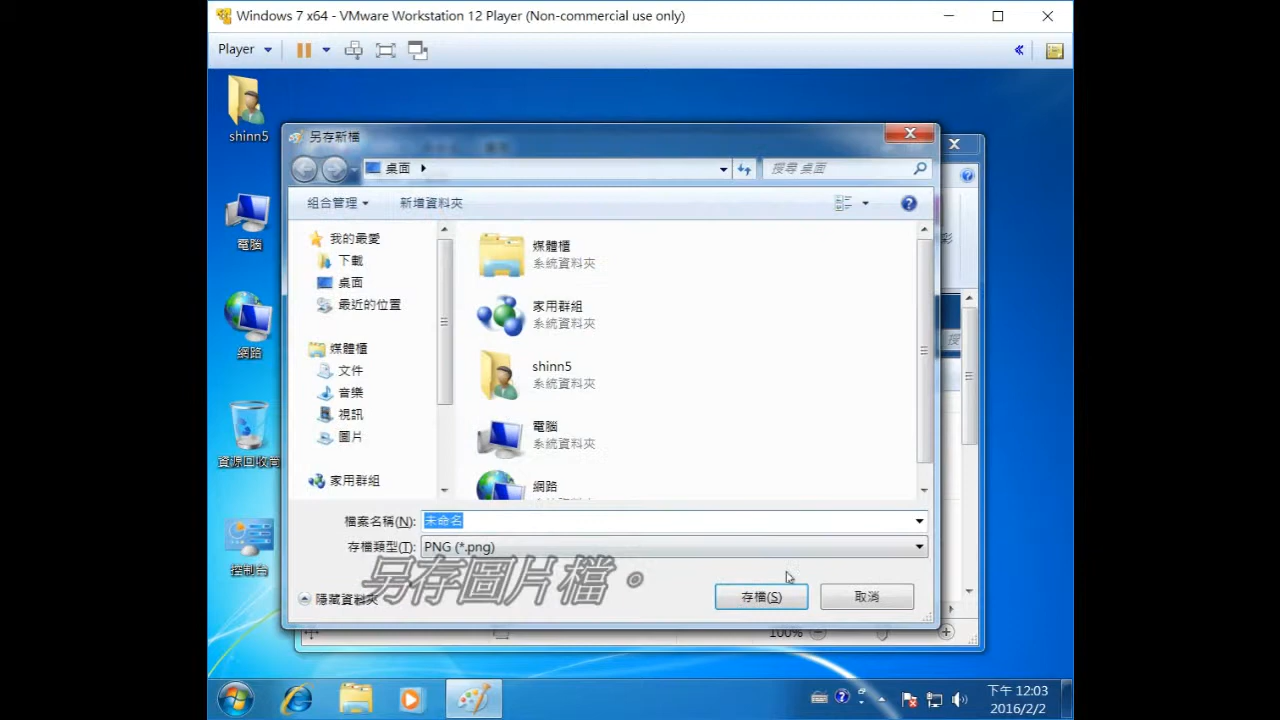 Windows 7 x64 - VMware Workstation 12 Player (Non-commercial use only)
Player
shinn5
電腦
網路
資源回收筒
控制台
另存新檔
桌面
搜尋 桌面
組合管理
新增資料夾
我的最愛
下載
桌面
最近的位置
媒體櫃
文件
音樂
視訊
圖片
家用群組
媒體櫃
系統資料夾
家用群組
系統資料夾
shinn5
系統資料夾
電腦
系統資料夾
網路
檔案名稱(N):
未命名
存檔類型(T):
PNG (*.png)
隱藏資料夾
存檔(S)
取消
另存圖片檔。
100%
下午 12:03
2016/2/2